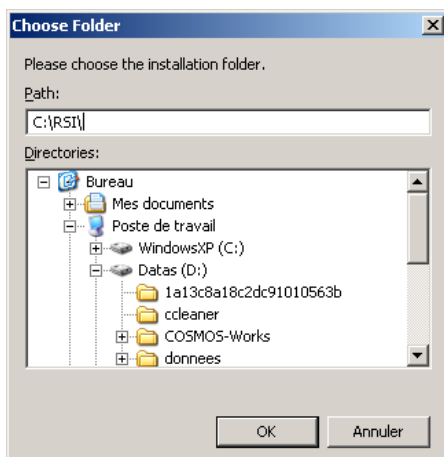 Choose Folder
Please choose the installation folder.
Path:
C:\RSI\
Directories:
Bureau
Mes documents
Poste de travail
WindowsXP (C:)
Datas (D:)
1a13c8a18c2dc91010563b
ccleaner
COSMOS-Works
donnees
OK
Annuler